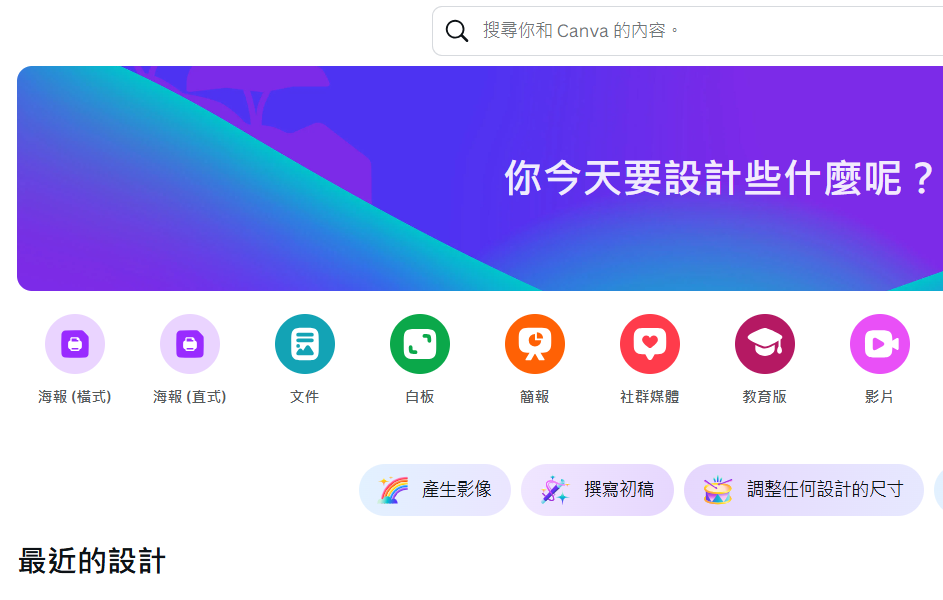 搜尋你和 Canva 的內容。
你今天要設計些什麼呢？
海報 (橫式)
海報 (直式)
文件
白板
簡報
社群媒體
教育版
影片
產生影像
撰寫初稿
調整任何設計的尺寸
最近的設計